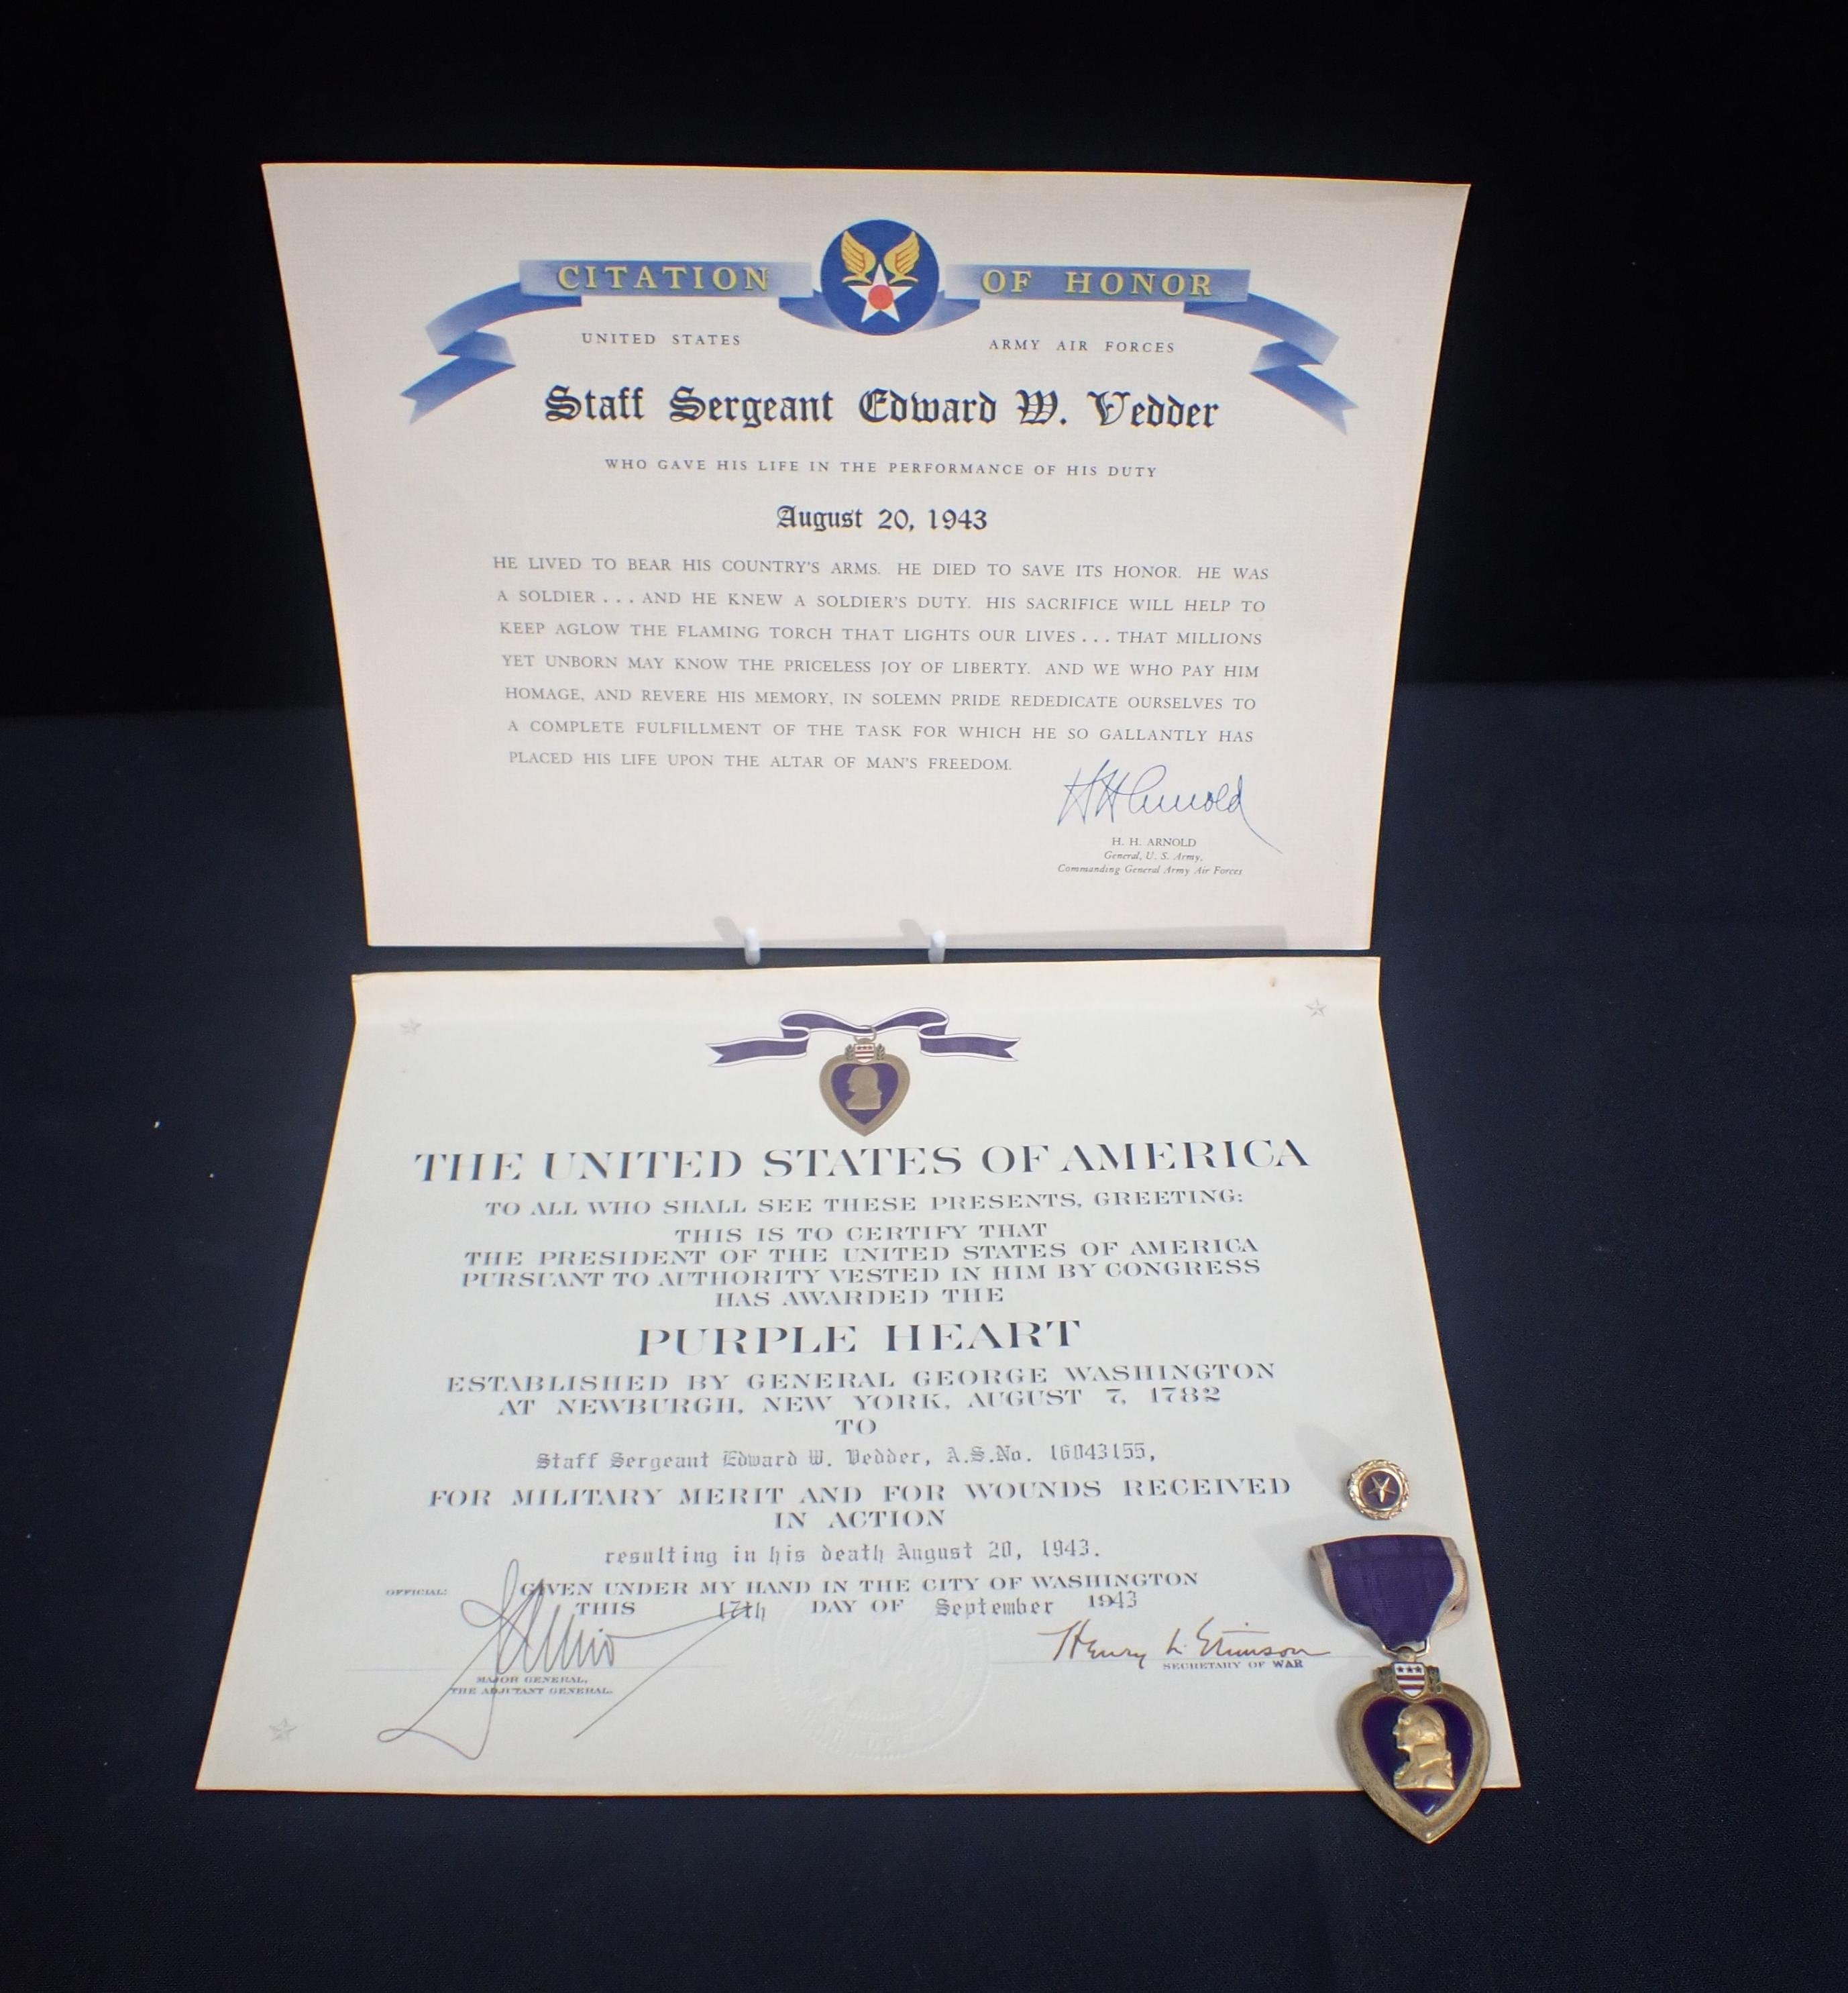 CITATION OF HONOR
UNITED STATES ARMY AIR FORCES
Staff Sergeant Edward W. Vedder
WHO GAVE HIS LIFE IN THE PERFORMANCE OF HIS DUTY
August 20, 1943
HE LIVED TO BEAR HIS COUNTRY'S ARMS. HE DIED TO SAVE ITS HONOR. HE WAS
A SOLDIER . . . AND HE KNEW A SOLDIER'S DUTY. HIS SACRIFICE WILL HELP TO
KEEP AGLOW THE FLAMING TORCH THAT LIGHTS OUR LIVES . . . THAT MILLIONS
YET UNBORN MAY KNOW THE PRICELESS JOY OF LIBERTY. AND WE WHO PAY HIM
HOMAGE, AND REVERE HIS MEMORY, IN SOLEMN PRIDE REDEDICATE OURSELVES TO
A COMPLETE FULFILLMENT OF THE TASK FOR WHICH HE SO GALLANTLY HAS
PLACED HIS LIFE UPON THE ALTAR OF MAN'S FREEDOM.
H H Arnold
H. H. ARNOLD
General, U. S. Army,
Commanding General Army Air Forces
THE UNITED STATES OF AMERICA
TO ALL WHO SHALL SEE THESE PRESENTS, GREETING:
THIS IS TO CERTIFY THAT
THE PRESIDENT OF THE UNITED STATES OF AMERICA
PURSUANT TO AUTHORITY VESTED IN HIM BY CONGRESS
HAS AWARDED THE
PURPLE HEART
ESTABLISHED BY GENERAL GEORGE WASHINGTON
AT NEWBURGH, NEW YORK, AUGUST 7, 1782
TO
Staff Sergeant Edward W. Vedder, A.S.No. 16043155,
FOR MILITARY MERIT AND FOR WOUNDS RECEIVED
IN ACTION
resulting in his death August 20, 1943.
OFFICIAL: GIVEN UNDER MY HAND IN THE CITY OF WASHINGTON
THIS 17th DAY OF September 1943
Henry L. Stimson
MAJOR GENERAL, SECRETARY OF WAR
THE ADJUTANT GENERAL.